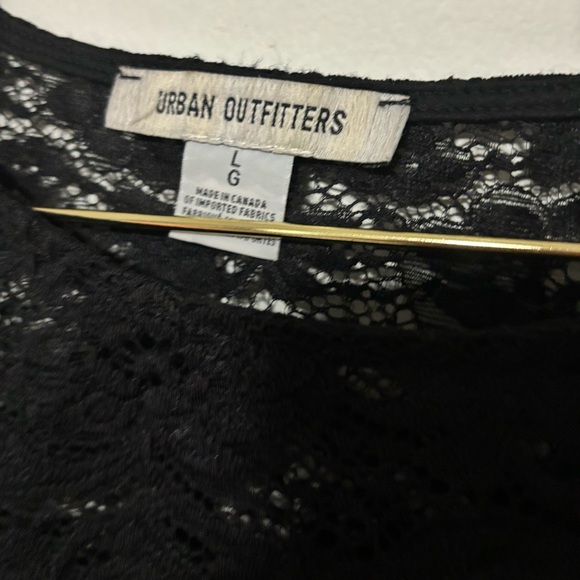 URBAN OUTFITTERS
L
G
MADE IN CANADA
OF IMPORTED FABRICS